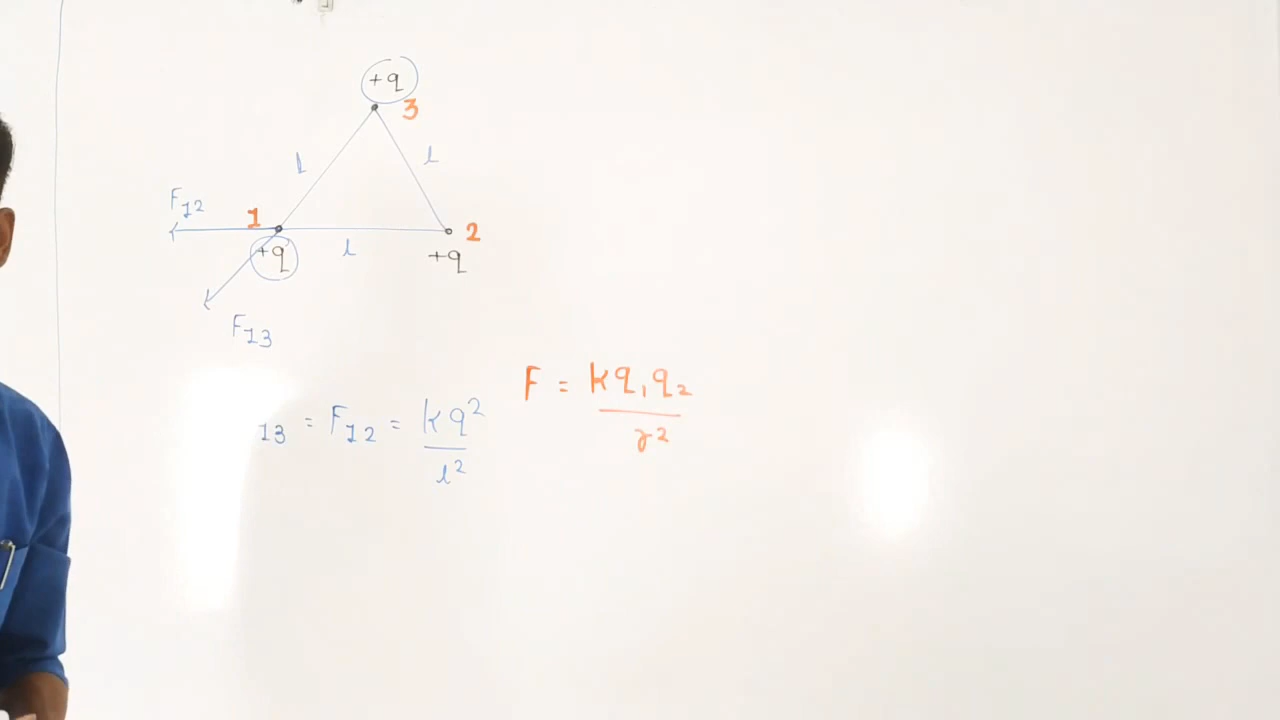 +q
3
l
l
F12
1
2
+q
l
+q
F13
F = kq1q2
r2
13 = F12 = kq2
l2